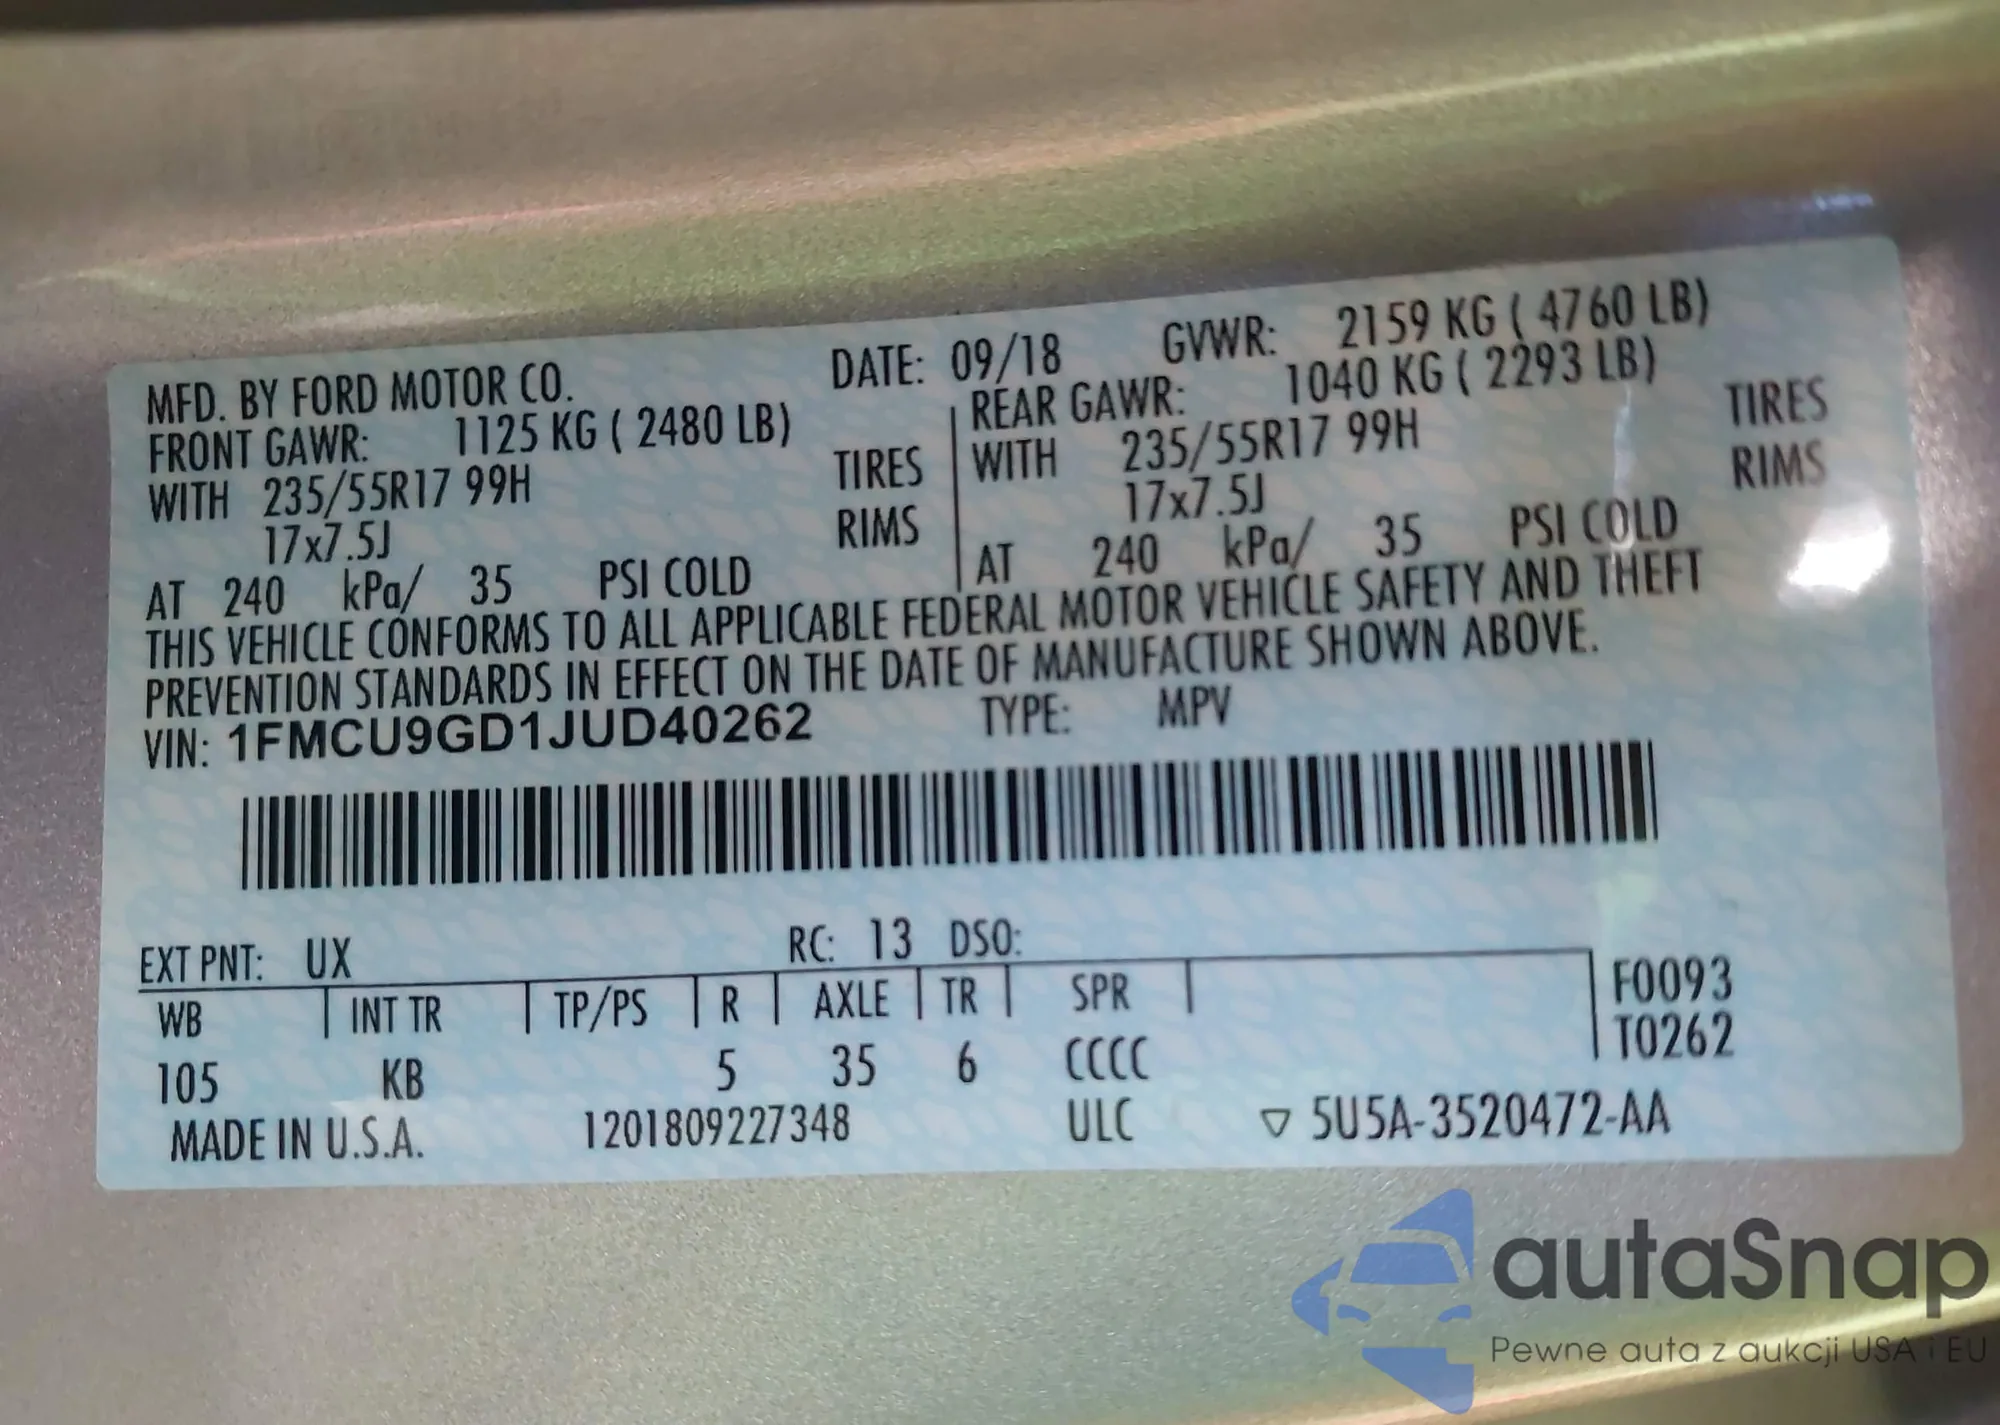 MFD. BY FORD MOTOR CO. DATE: 09/18 GVWR: 2159 KG ( 4760 LB)
FRONT GAWR: 1125 KG ( 2480 LB) REAR GAWR: 1040 KG ( 2293 LB)
WITH 235/55R17 99H TIRES WITH 235/55R17 99H TIRES
17x7.5J RIMS 17x7.5J RIMS
AT 240 kPa/ 35 PSI COLD AT 240 kPa/ 35 PSI COLD
THIS VEHICLE CONFORMS TO ALL APPLICABLE FEDERAL MOTOR VEHICLE SAFETY AND THEFT
PREVENTION STANDARDS IN EFFECT ON THE DATE OF MANUFACTURE SHOWN ABOVE.
VIN: 1FMCU9GD1JUD40262 TYPE: MPV
EXT PNT: UX RC: 13 DSO:
WB INT TR TP/PS R AXLE TR SPR F0093
T0262
105 KB 5 35 6 CCCC
MADE IN U.S.A. 1201809227348 ULC ▽ 5U5A-3520472-AA
autaSnap
Pewne auta z aukcji USA i EU